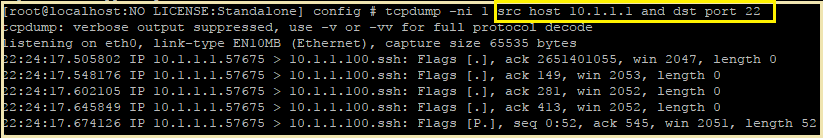 [root@localhost:NO LICENSE:Standalone] config # tcpdump -ni 1 src host 10.1.1.1 and dst port 22
tcpdump: verbose output suppressed, use -v or -vv for full protocol decode
listening on eth0, link-type EN10MB (Ethernet), capture size 65535 bytes
22:24:17.505802 IP 10.1.1.1.57675 > 10.1.1.100.ssh: Flags [.], ack 2651401055, win 2047, length 0
22:24:17.548176 IP 10.1.1.1.57675 > 10.1.1.100.ssh: Flags [.], ack 149, win 2053, length 0
22:24:17.602105 IP 10.1.1.1.57675 > 10.1.1.100.ssh: Flags [.], ack 281, win 2052, length 0
22:24:17.645849 IP 10.1.1.1.57675 > 10.1.1.100.ssh: Flags [.], ack 413, win 2052, length 0
22:24:17.674126 IP 10.1.1.1.57675 > 10.1.1.100.ssh: Flags [P.], seq 0:52, ack 545, win 2051, length 52